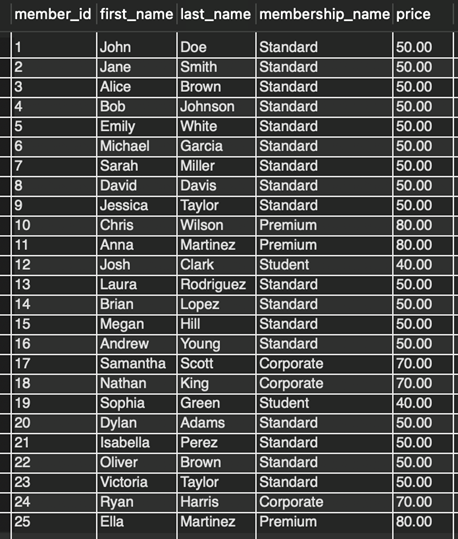 member_id first_name last_name membership_name price
1 John Doe Standard 50.00
2 Jane Smith Standard 50.00
3 Alice Brown Standard 50.00
4 Bob Johnson Standard 50.00
5 Emily White Standard 50.00
6 Michael Garcia Standard 50.00
7 Sarah Miller Standard 50.00
8 David Davis Standard 50.00
9 Jessica Taylor Standard 50.00
10 Chris Wilson Premium 80.00
11 Anna Martinez Premium 80.00
12 Josh Clark Student 40.00
13 Laura Rodriguez Standard 50.00
14 Brian Lopez Standard 50.00
15 Megan Hill Standard 50.00
16 Andrew Young Standard 50.00
17 Samantha Scott Corporate 70.00
18 Nathan King Corporate 70.00
19 Sophia Green Student 40.00
20 Dylan Adams Standard 50.00
21 Isabella Perez Standard 50.00
22 Oliver Brown Standard 50.00
23 Victoria Taylor Standard 50.00
24 Ryan Harris Corporate 70.00
25 Ella Martinez Premium 80.00